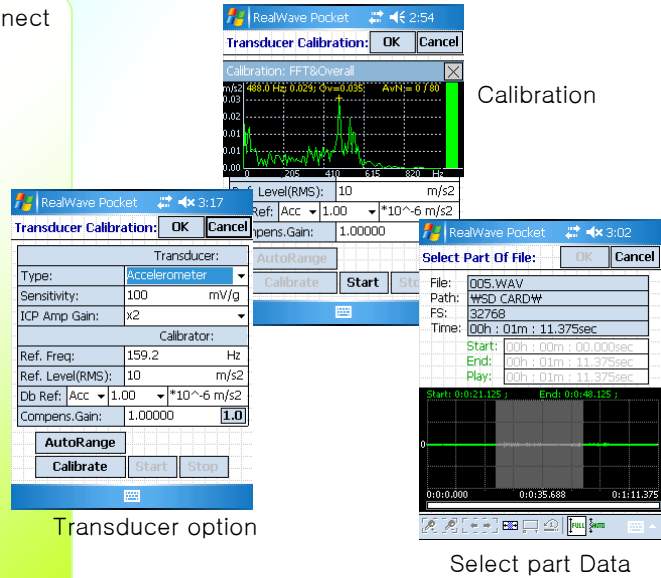 nnect
RealWave Pocket 2:54
Transducer Calibration: OK Cancel
Calibration: FFT&Overall
m/s2 488.0 Hz; 0.029; Ov=0.035; AvN = 0 / 80
0.03
0.02
0.01
0.01
0.00
0 205 410 615 820 Hz
Ref. Level(RMS): 10 m/s2
Ref: Acc 1.00 *10^-6 m/s2
mpens.Gain: 1.00000
AutoRange
Calibrate Start Sto
Calibration
RealWave Pocket 3:17
Transducer Calibration: OK Cancel
Transducer:
Type: Accelerometer
Sensitivity: 100 mV/g
ICP Amp Gain: x2
Calibrator:
Ref. Freq: 159.2 Hz
Ref. Level(RMS): 10 m/s2
Db Ref: Acc 1.00 *10^-6 m/s2
Compens.Gain: 1.00000 1.0
AutoRange
Calibrate Start Stop
Transducer option
RealWave Pocket 3:02
Select Part Of File: OK Cancel
File: 005.WAV
Path: ₩SD CARD₩
FS: 32768
Time: 00h : 01m : 11.375sec
Start: 00h : 00m : 00.000sec
End: 00h : 01m : 11.375sec
Play: 00h : 01m : 11.375sec
Start: 0:0:21.125 ; End: 0:0:48.125 ;
0
0:0:0.000 0:0:35.688 0:1:11.375
FULL AUTO
Select part Data